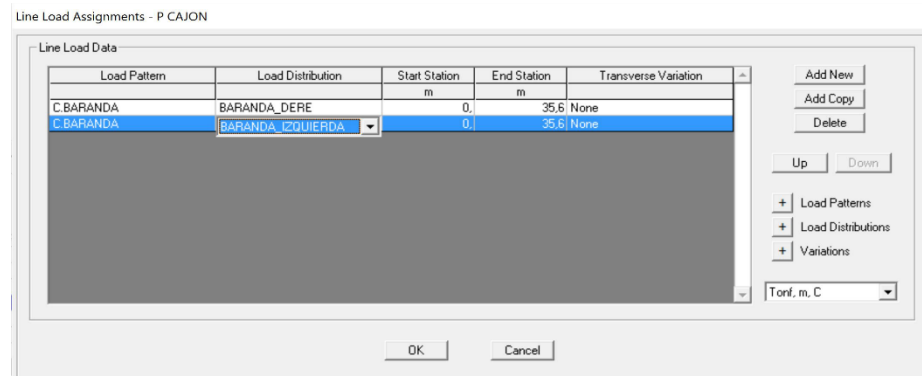 Line Load Assignments - P CAJON
Line Load Data
Load Pattern Load Distribution Start Station End Station Transverse Variation
m m
C.BARANDA BARANDA_DERE 0, 35,6 None
C.BARANDA BARANDA_IZQUIERDA 0, 35,6 None
Add New
Add Copy
Delete
Up Down
+ Load Patterns
+ Load Distributions
+ Variations
Tonf, m, C
OK Cancel